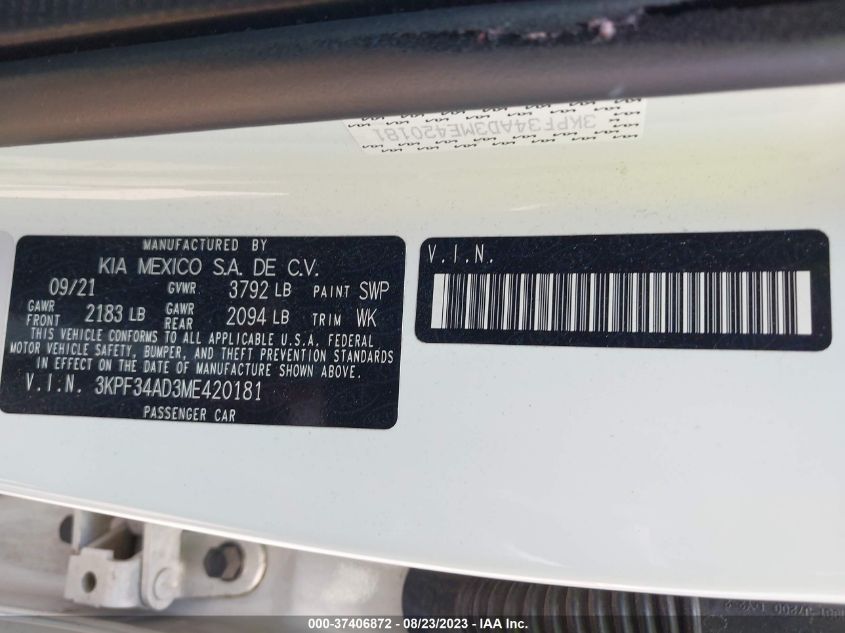 3KPF34AD3ME420181
MANUFACTURED BY
KIA MEXICO S.A. DE C.V.
09/21 GVWR 3792 LB PAINT SWP
GAWR FRONT 2183 LB GAWR REAR 2094 LB TRIM WK
THIS VEHICLE CONFORMS TO ALL APPLICABLE U.S.A. FEDERAL
MOTOR VEHICLE SAFETY, BUMPER, AND THEFT PREVENTION STANDARDS
IN EFFECT ON THE DATE OF MANUFACTURE SHOWN ABOVE.
V.I.N. 3KPF34AD3ME420181
PASSENGER CAR
V.I.N.
000-37406872 - 08/23/2023 - IAA Inc.